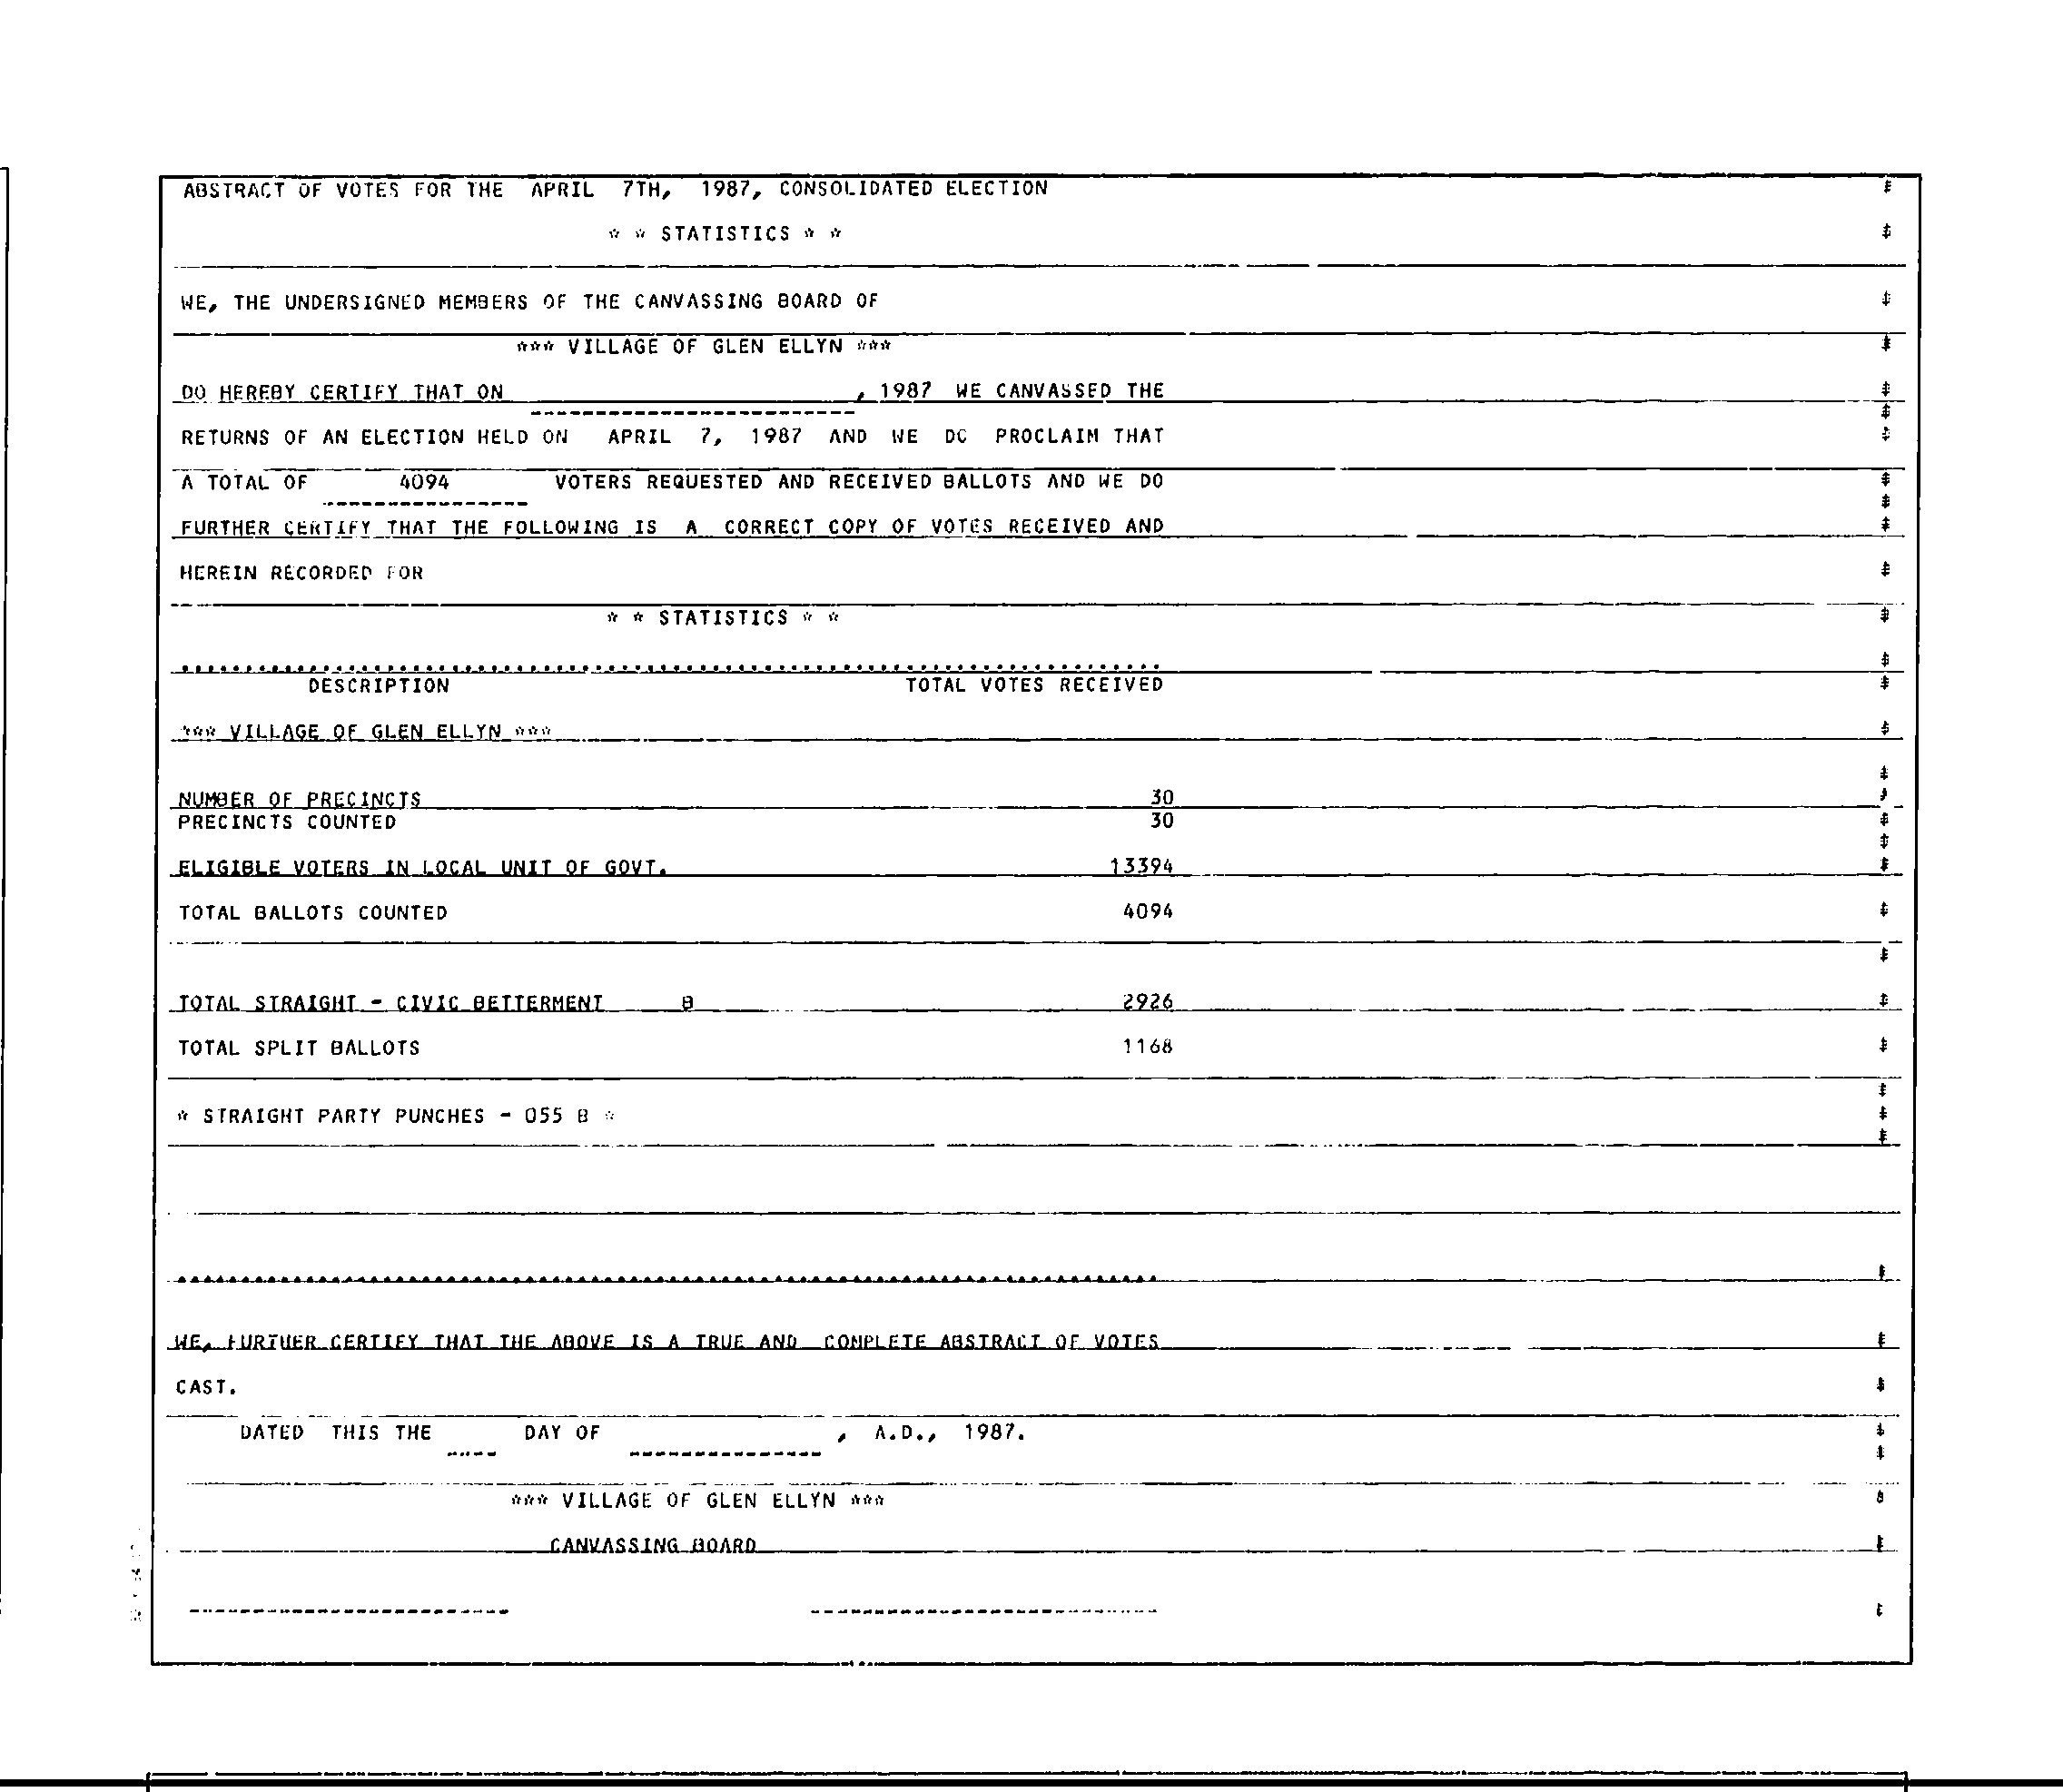 ABSTRACT OF VOTES FOR THE APRIL 7TH, 1987, CONSOLIDATED ELECTION
* * STATISTICS * *
WE, THE UNDERSIGNED MEMBERS OF THE CANVASSING BOARD OF
*** VILLAGE OF GLEN ELLYN ***
DO HEREBY CERTIFY THAT ON , 1987 WE CANVASSED THE
RETURNS OF AN ELECTION HELD ON APRIL 7, 1987 AND WE DO PROCLAIM THAT
A TOTAL OF 4094 VOTERS REQUESTED AND RECEIVED BALLOTS AND WE DO
FURTHER CERTIFY THAT THE FOLLOWING IS A CORRECT COPY OF VOTES RECEIVED AND
HEREIN RECORDED FOR
* * STATISTICS * *
DESCRIPTION TOTAL VOTES RECEIVED
*** VILLAGE OF GLEN ELLYN ***
NUMBER OF PRECINCTS 30
PRECINCTS COUNTED 30
ELIGIBLE VOTERS IN LOCAL UNIT OF GOVT. 13394
TOTAL BALLOTS COUNTED 4094
TOTAL STRAIGHT - CIVIC BETTERMENT B 2926
TOTAL SPLIT BALLOTS 1168
* STRAIGHT PARTY PUNCHES - 055 B *
WE, FURTHER CERTIFY THAT THE ABOVE IS A TRUE AND COMPLETE ABSTRACT OF VOTES
CAST.
DATED THIS THE DAY OF , A.D., 1987.
*** VILLAGE OF GLEN ELLYN ***
CANVASSING BOARD